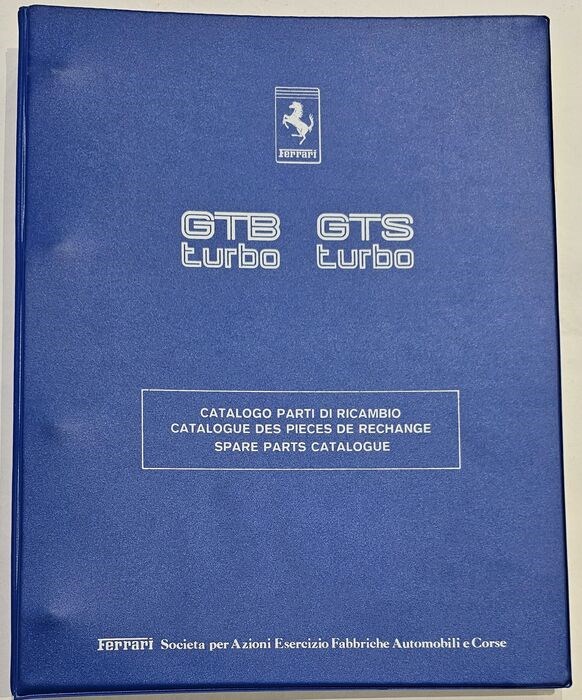 Ferrari
GTB GTS
turbo turbo
CATALOGO PARTI DI RICAMBIO
CATALOGUE DES PIECES DE RECHANGE
SPARE PARTS CATALOGUE
Ferrari Societa per Azioni Esercizio Fabbriche Automobili e Corse